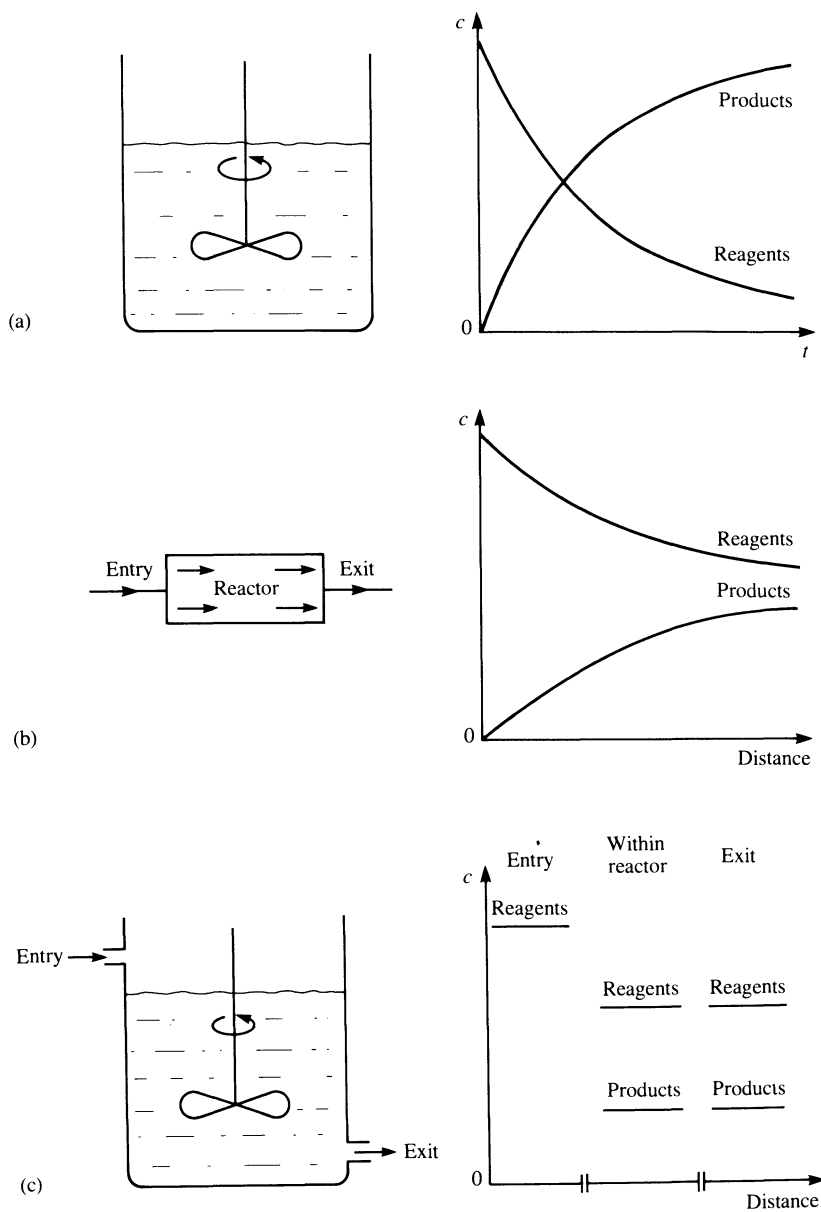 c
Products
Reagents
0
t
(a)
c
Entry
Exit
Reactor
Reagents
Products
0
Distance
(b)
Entry
Within
reactor
Exit
c
Reagents
Reagents
Reagents
Products
Products
0
Distance
Entry
Exit
(c)